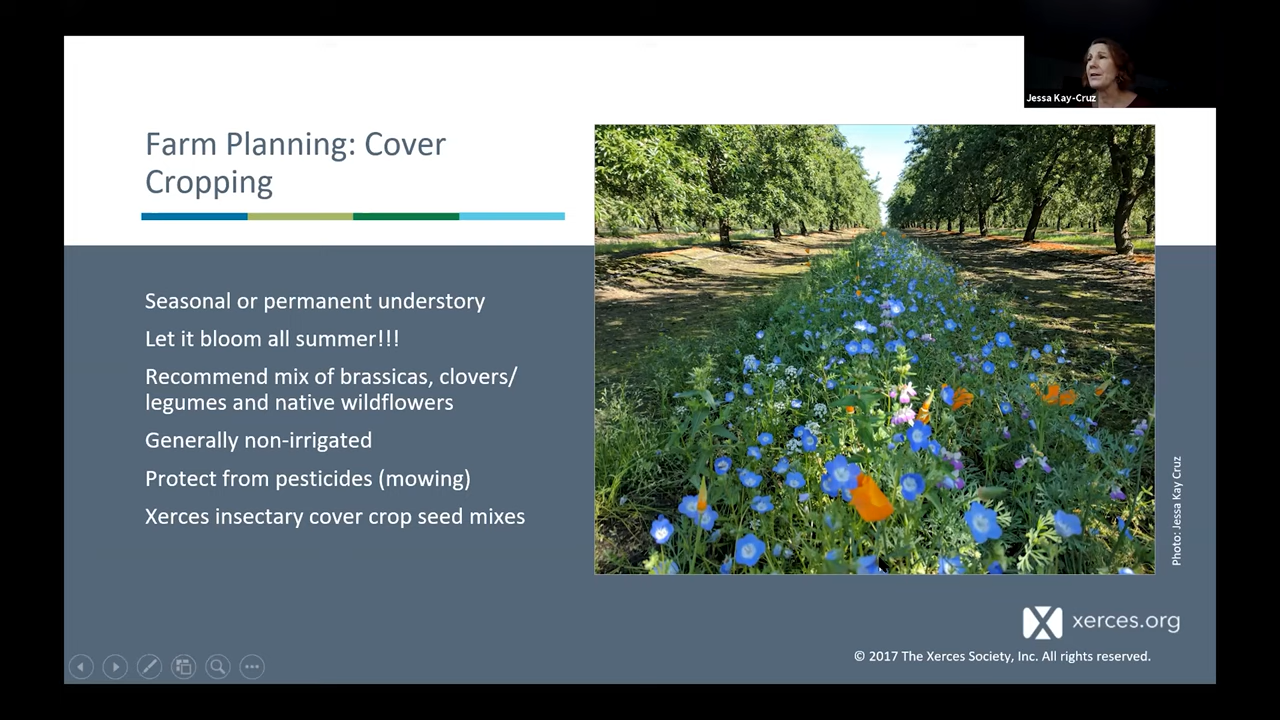 Jessa Kay-Cruz
Farm Planning: Cover
Cropping
Seasonal or permanent understory
Let it bloom all summer!!!
Recommend mix of brassicas, clovers/
legumes and native wildflowers
Generally non-irrigated
Protect from pesticides (mowing)
Xerces insectary cover crop seed mixes
Photo: Jessa Kay Cruz
xerces.org
© 2017 The Xerces Society, Inc. All rights reserved.